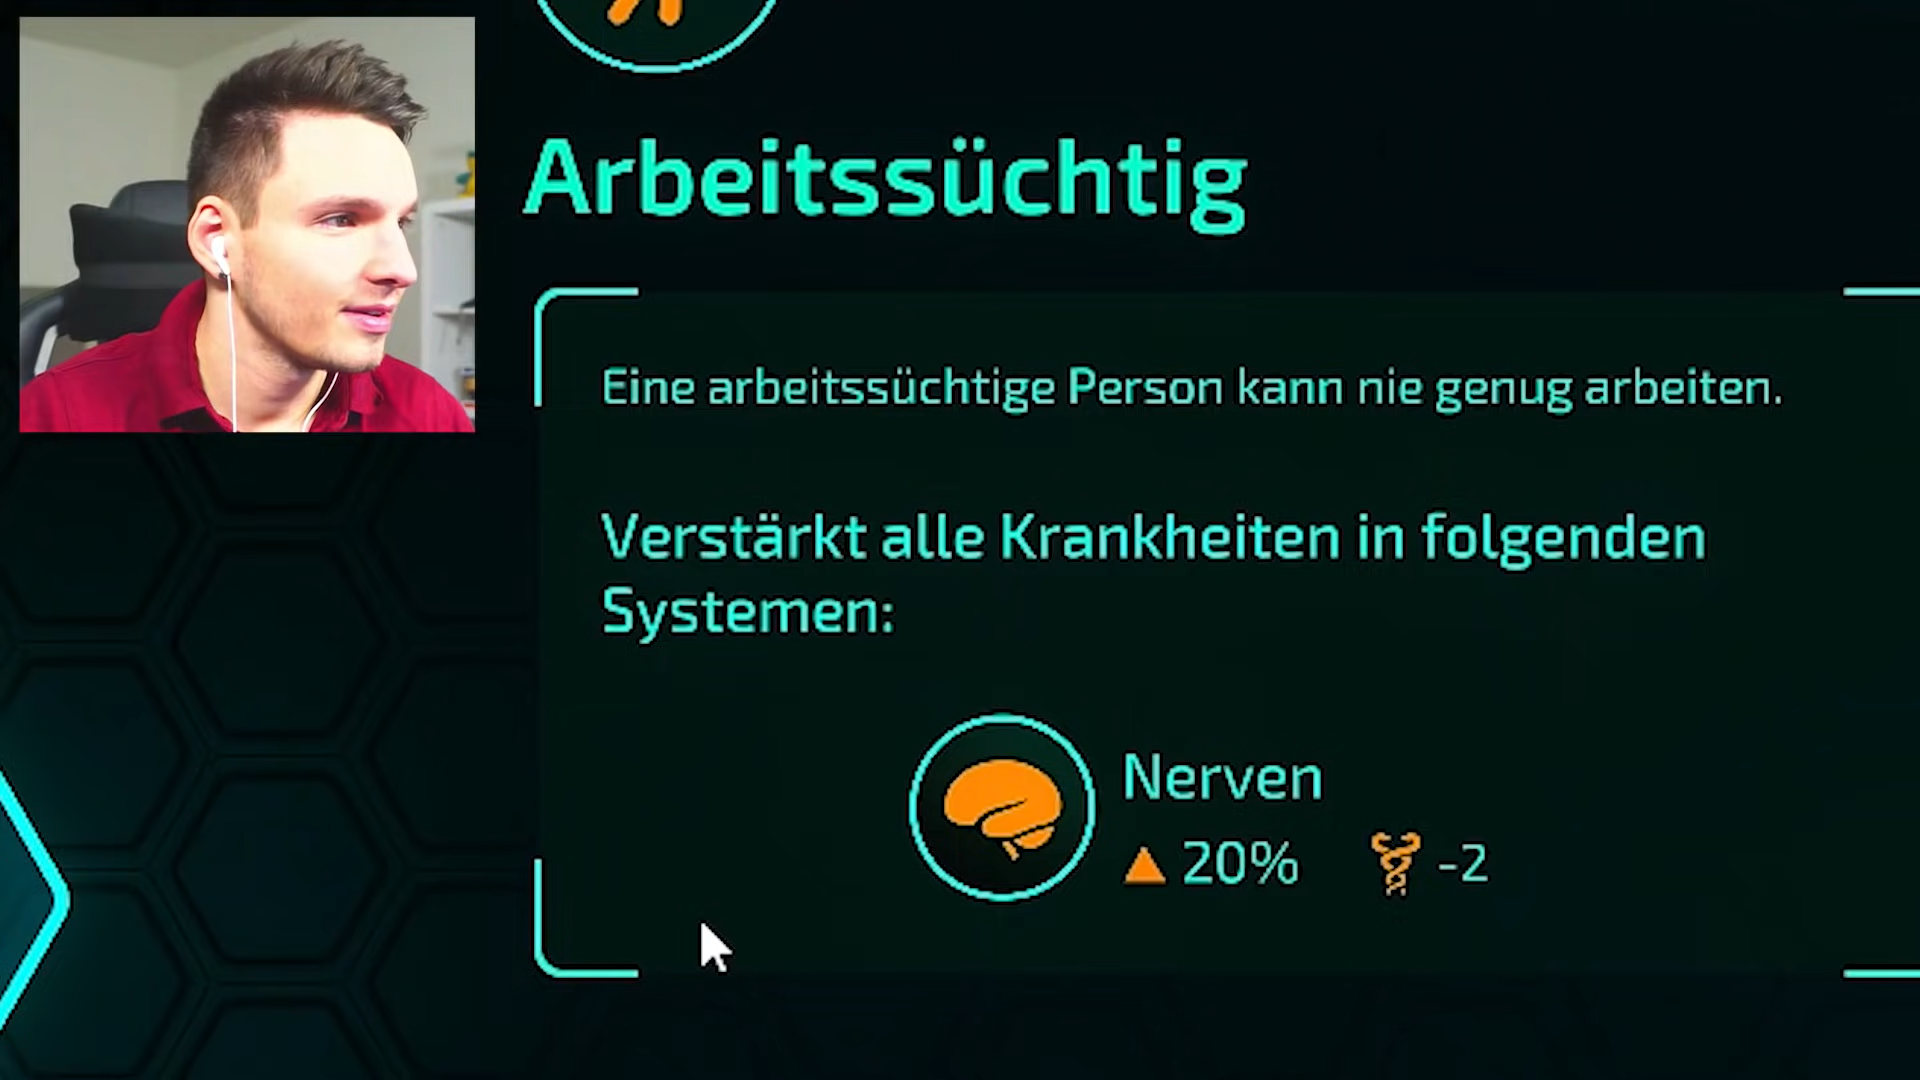 Arbeitssüchtig
Eine arbeitssüchtige Person kann nie genug arbeiten.
Verstärkt alle Krankheiten in folgenden
Systemen:
Nerven
20% -2